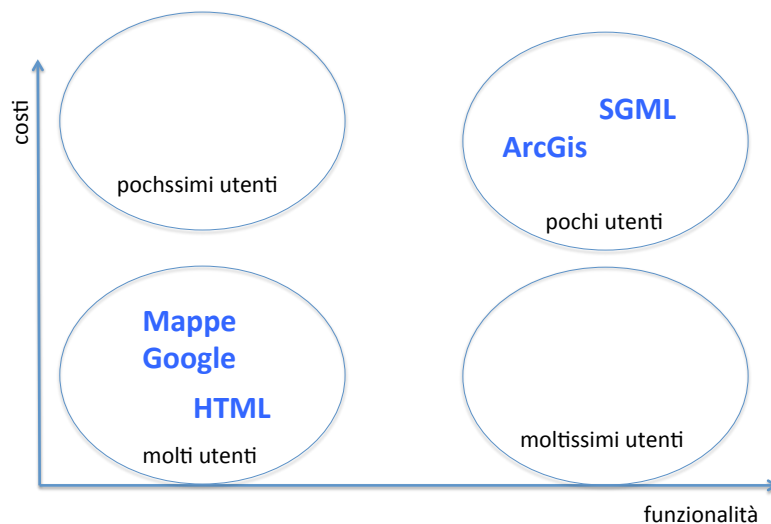 costi
pochssimi utenti
SGML
ArcGis
pochi utenti
Mappe
Google
HTML
molti utenti
moltissimi utenti
funzionalità